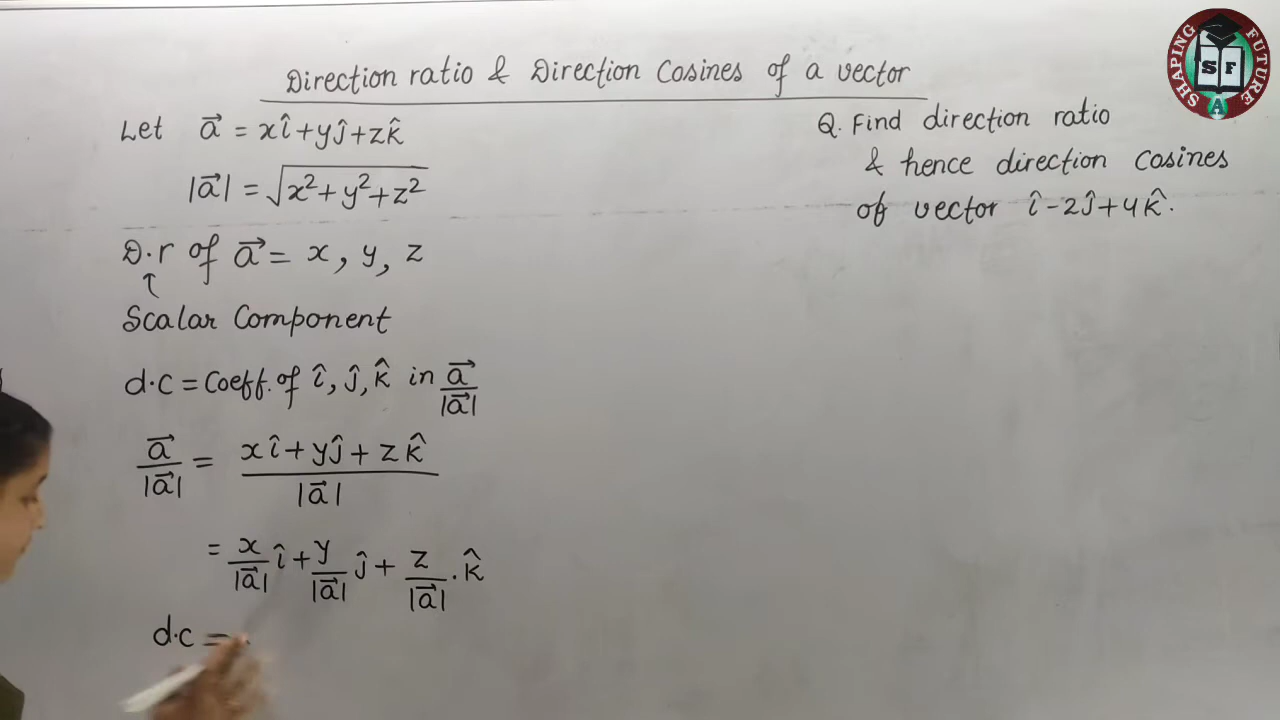 Direction ratio & Direction Cosines of a vector
Let a⃗ = xî+yĵ+zk̂
|a⃗| = √x²+y²+z²
D.r of a⃗ = x, y, z
↑
Scalar Component
d.c = Coeff. of î, ĵ, k̂ in a⃗/|a⃗|
a⃗/|a⃗| = xî+yĵ+zk̂/|a⃗|
= x/|a⃗| î + y/|a⃗| ĵ + z/|a⃗| . k̂
d.c =
Q. Find direction ratio
& hence direction cosines
of vector î-2ĵ+4k̂.
SHAPING FUTURE
S F
A